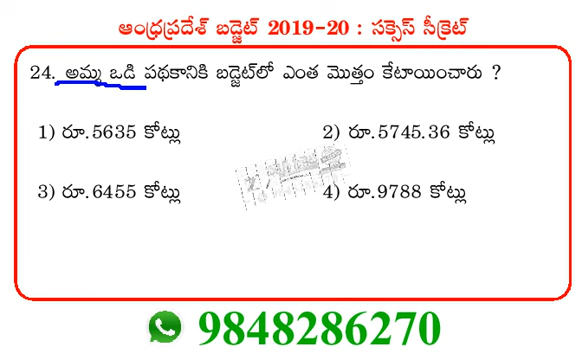 ఆంధ్రప్రదేశ్ బడ్జెట్ 2019-20 : సక్సెస్ సీక్రెట్
24. అమ్మ ఒడి పథకానికి బడ్జెట్‌లో ఎంత మొత్తం కేటాయించారు ?
1) రూ.5635 కోట్లు 2) రూ.5745.36 కోట్లు
3) రూ.6455 కోట్లు 4) రూ.9788 కోట్లు
9848286270